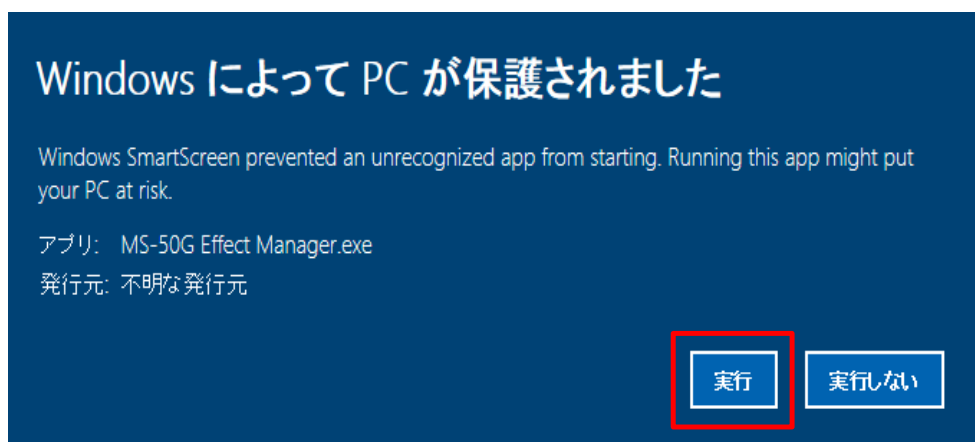 Windows によって PC が保護されました
Windows SmartScreen prevented an unrecognized app from starting. Running this app might put
your PC at risk.
アプリ: MS-50G Effect Manager.exe
発行元: 不明な発行元
実行 実行しない